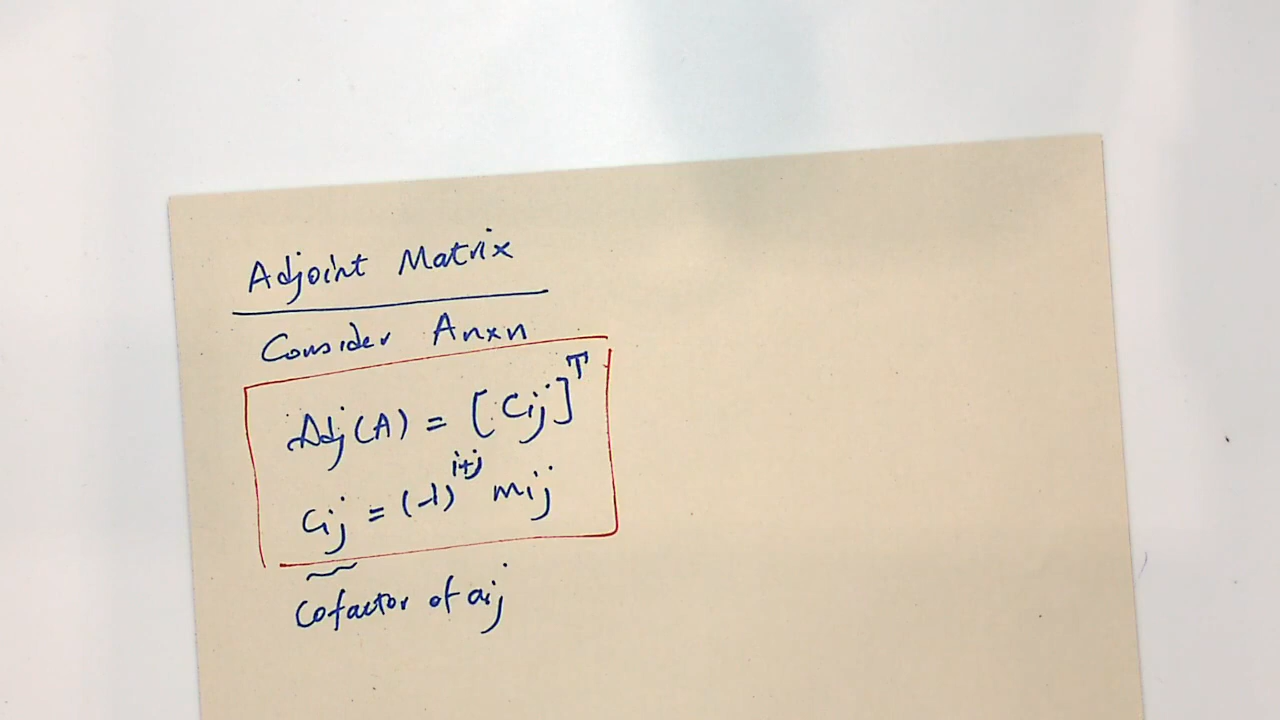 Adjoint Matrix
Consider Anxn
Adj(A) = [Cij]ᵀ
Cij = (-1)ⁱ⁺ʲ mij
Cofactor of aij